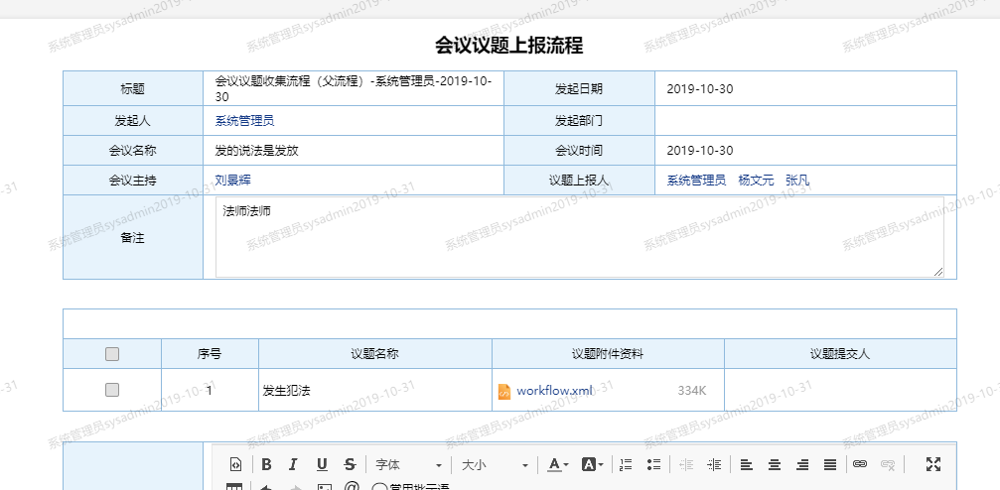 系统管理员sysadmin2019-10-31
会议议题上报流程
标题 会议议题收集流程（父流程）-系统管理员-2019-10-30 发起日期 2019-10-30
发起人 系统管理员 发起部门
会议名称 发的说法是发放 会议时间 2019-10-30
会议主持 刘景辉 议题上报人 系统管理员 杨文元 张凡
备注 法师法师
序号 议题名称 议题附件资料 议题提交人
1 发生犯法 workflow.xml 334K
B I U S 字体 大小 A A
@ 常用批示语